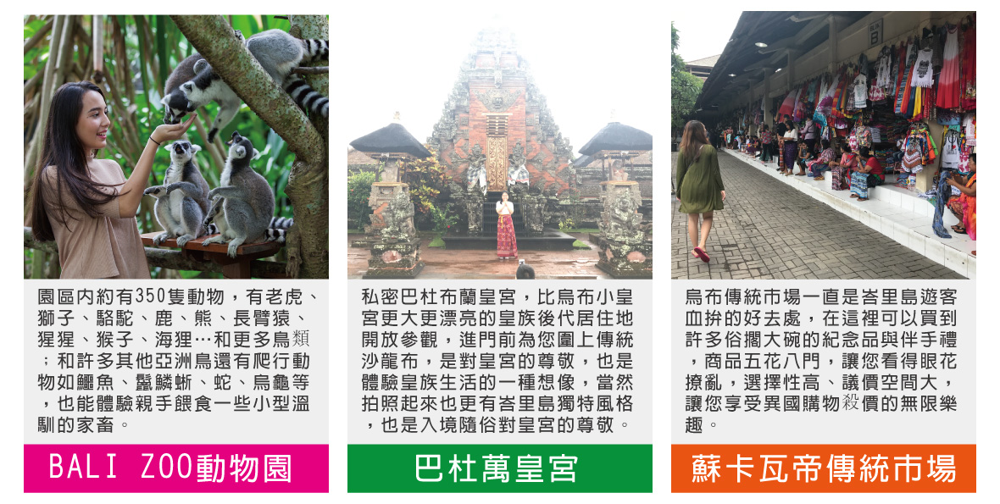 園區內約有350隻動物，有老虎、
獅子、駱駝、鹿、熊、長臂猿、
猩猩、猴子、海狸…和更多鳥類
；和許多其他亞洲鳥還有爬行動
物如鱷魚、鬣鱗蜥、蛇、烏龜等
，也能體驗親手餵食一些小型溫
馴的家畜。
BALI ZOO動物園
私密巴杜布蘭皇宮，比烏布小皇
宮更大更漂亮的皇族後代居住地
開放參觀，進門前為您圍上傳統
沙龍布，是對皇宮的尊敬，也是
體驗皇族生活的一種想像，當然
拍照起來也更有峇里島獨特風格
，也是入境隨俗對皇宮的尊敬。
巴杜萬皇宮
烏布傳統市場一直是峇里島遊客
血拚的好去處，在這裡可以買到
許多俗擱大碗的紀念品與伴手禮
，商品五花八門，讓您看得眼花
撩亂，選擇性高、議價空間大，
讓您享受異國購物殺價的無限樂
趣。
蘇卡瓦帝傳統市場